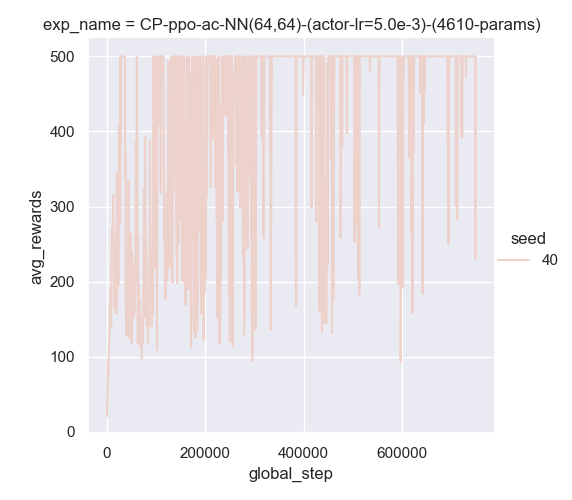 exp_name = CP-ppo-ac-NN(64,64)-(actor-lr=5.0e-3)-(4610-params)
500
400
300
200
100
0
avg_rewards
0 200000 400000 600000
global_step
seed
40